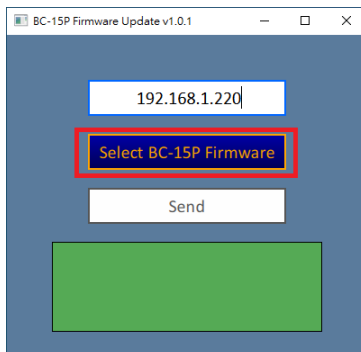 BC-15P Firmware Update v1.0.1
192.168.1.220
Select BC-15P Firmware
Send